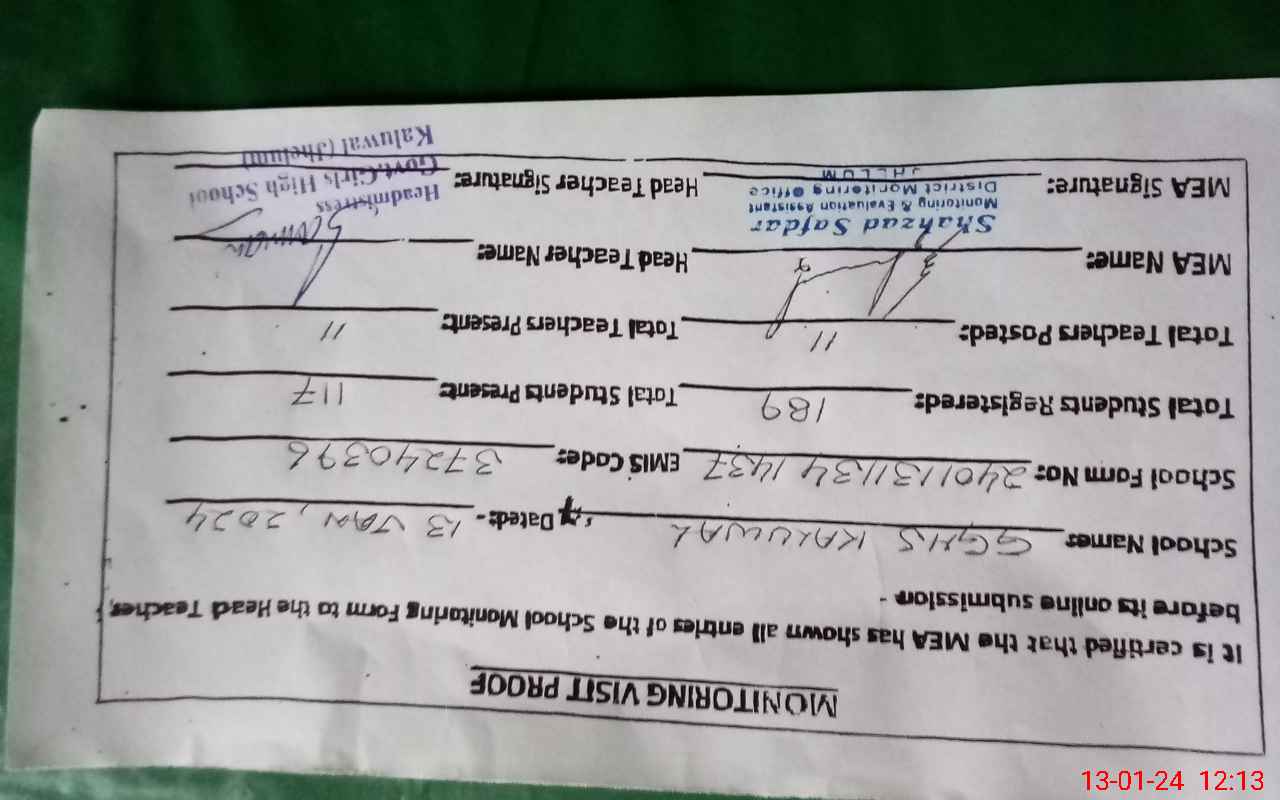 MONITORING VISIT PROOF
It is certified that the MEA has shown all entries of the School Monitoring Form to the Head Teacher,
before its online submission
School Name: GGHS KALUWAL Dated:- 13 JAN, 2024
School Form No: 2401131134 1437 EMIS Code: 37240396
Total Students Registered: 189 Total Students Present: 117
Total Teachers Posted: 11 Total Teachers Present: 11
MEA Name: Head Teacher Name:
Shahzad Safdar
Monitoring & Evaluation Assistant
District Monitoring Office
JHELUM
Headmistress
Govt.Girls High School
Kaluwal (Jhelum)
MEA Signature: Head Teacher Signature:
13-01-24 12:13